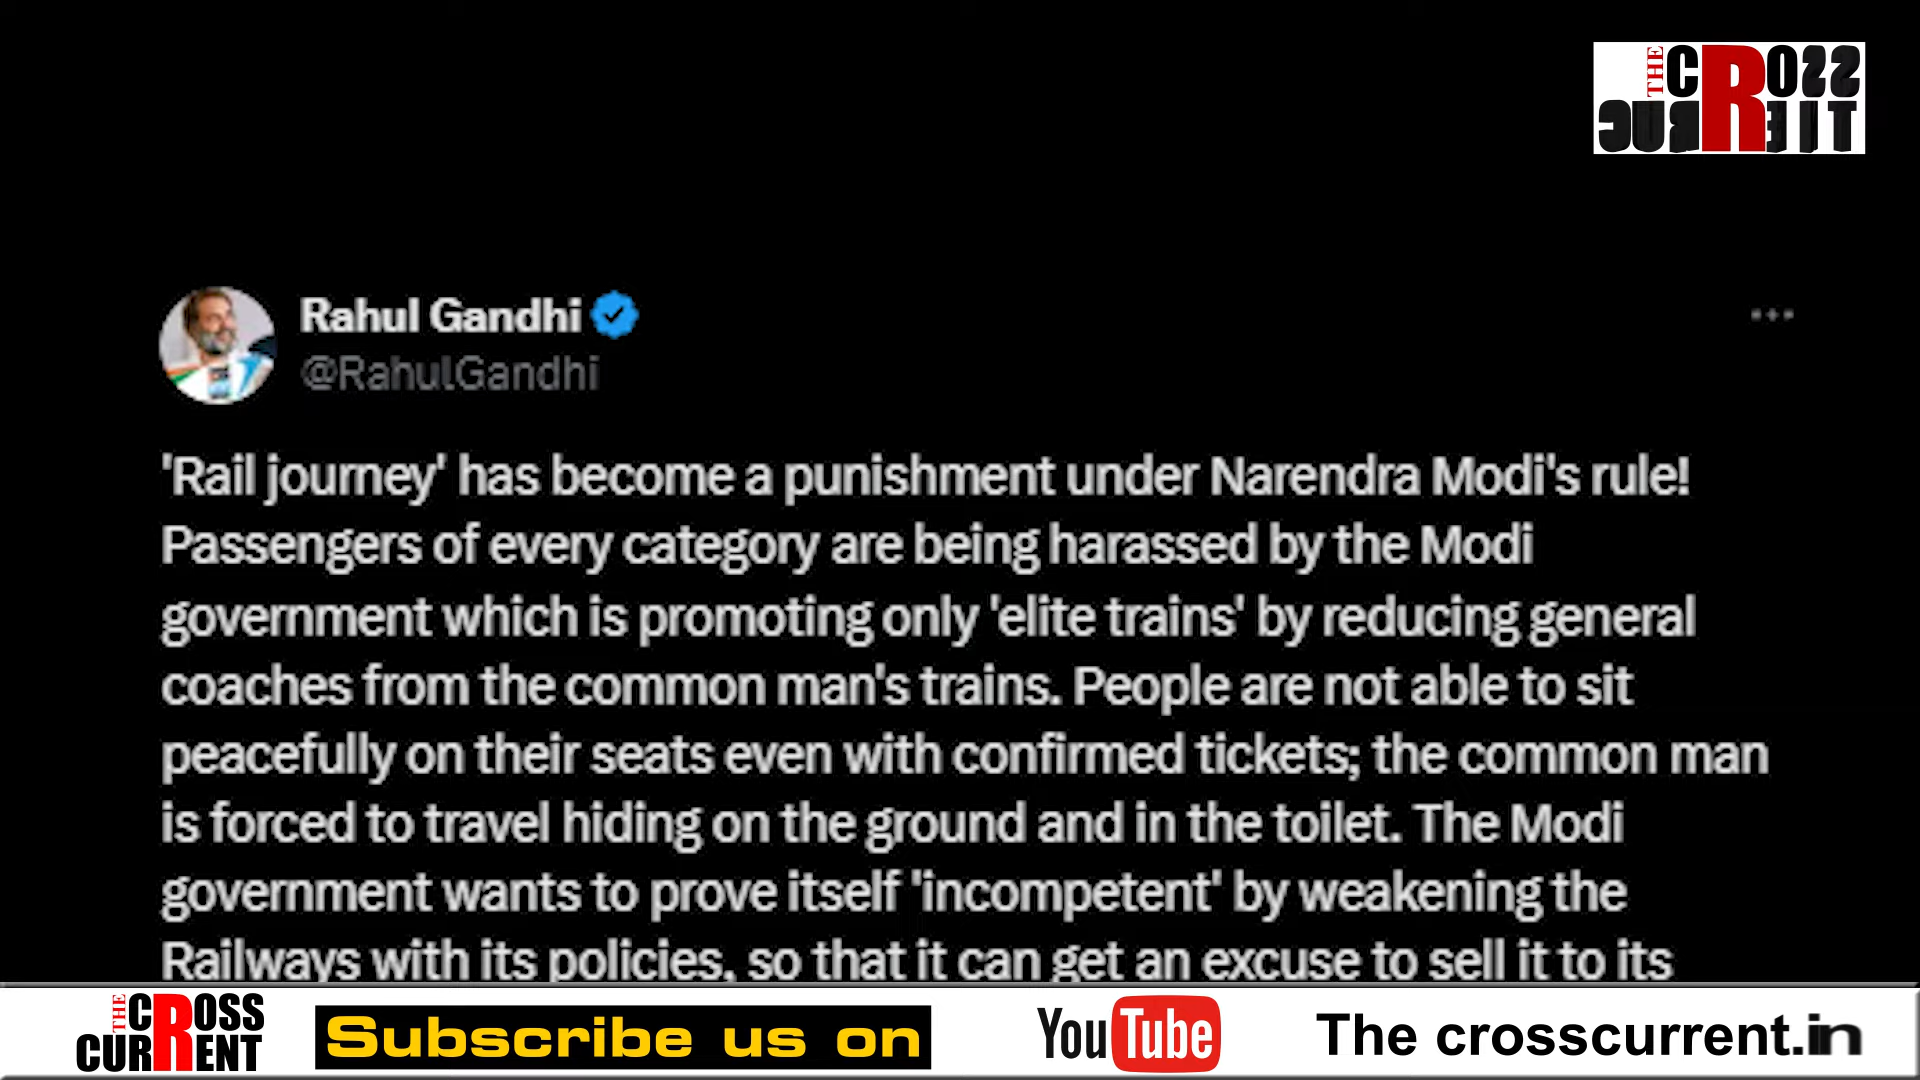 THE CROSS
CURRENT
Rahul Gandhi
@RahulGandhi
'Rail journey' has become a punishment under Narendra Modi's rule!
Passengers of every category are being harassed by the Modi
government which is promoting only 'elite trains' by reducing general
coaches from the common man's trains. People are not able to sit
peacefully on their seats even with confirmed tickets; the common man
is forced to travel hiding on the ground and in the toilet. The Modi
government wants to prove itself 'incompetent' by weakening the
Railways with its policies, so that it can get an excuse to sell it to its
THE CROSS
CURRENT
Subscribe us on
YouTube
The crosscurrent.in